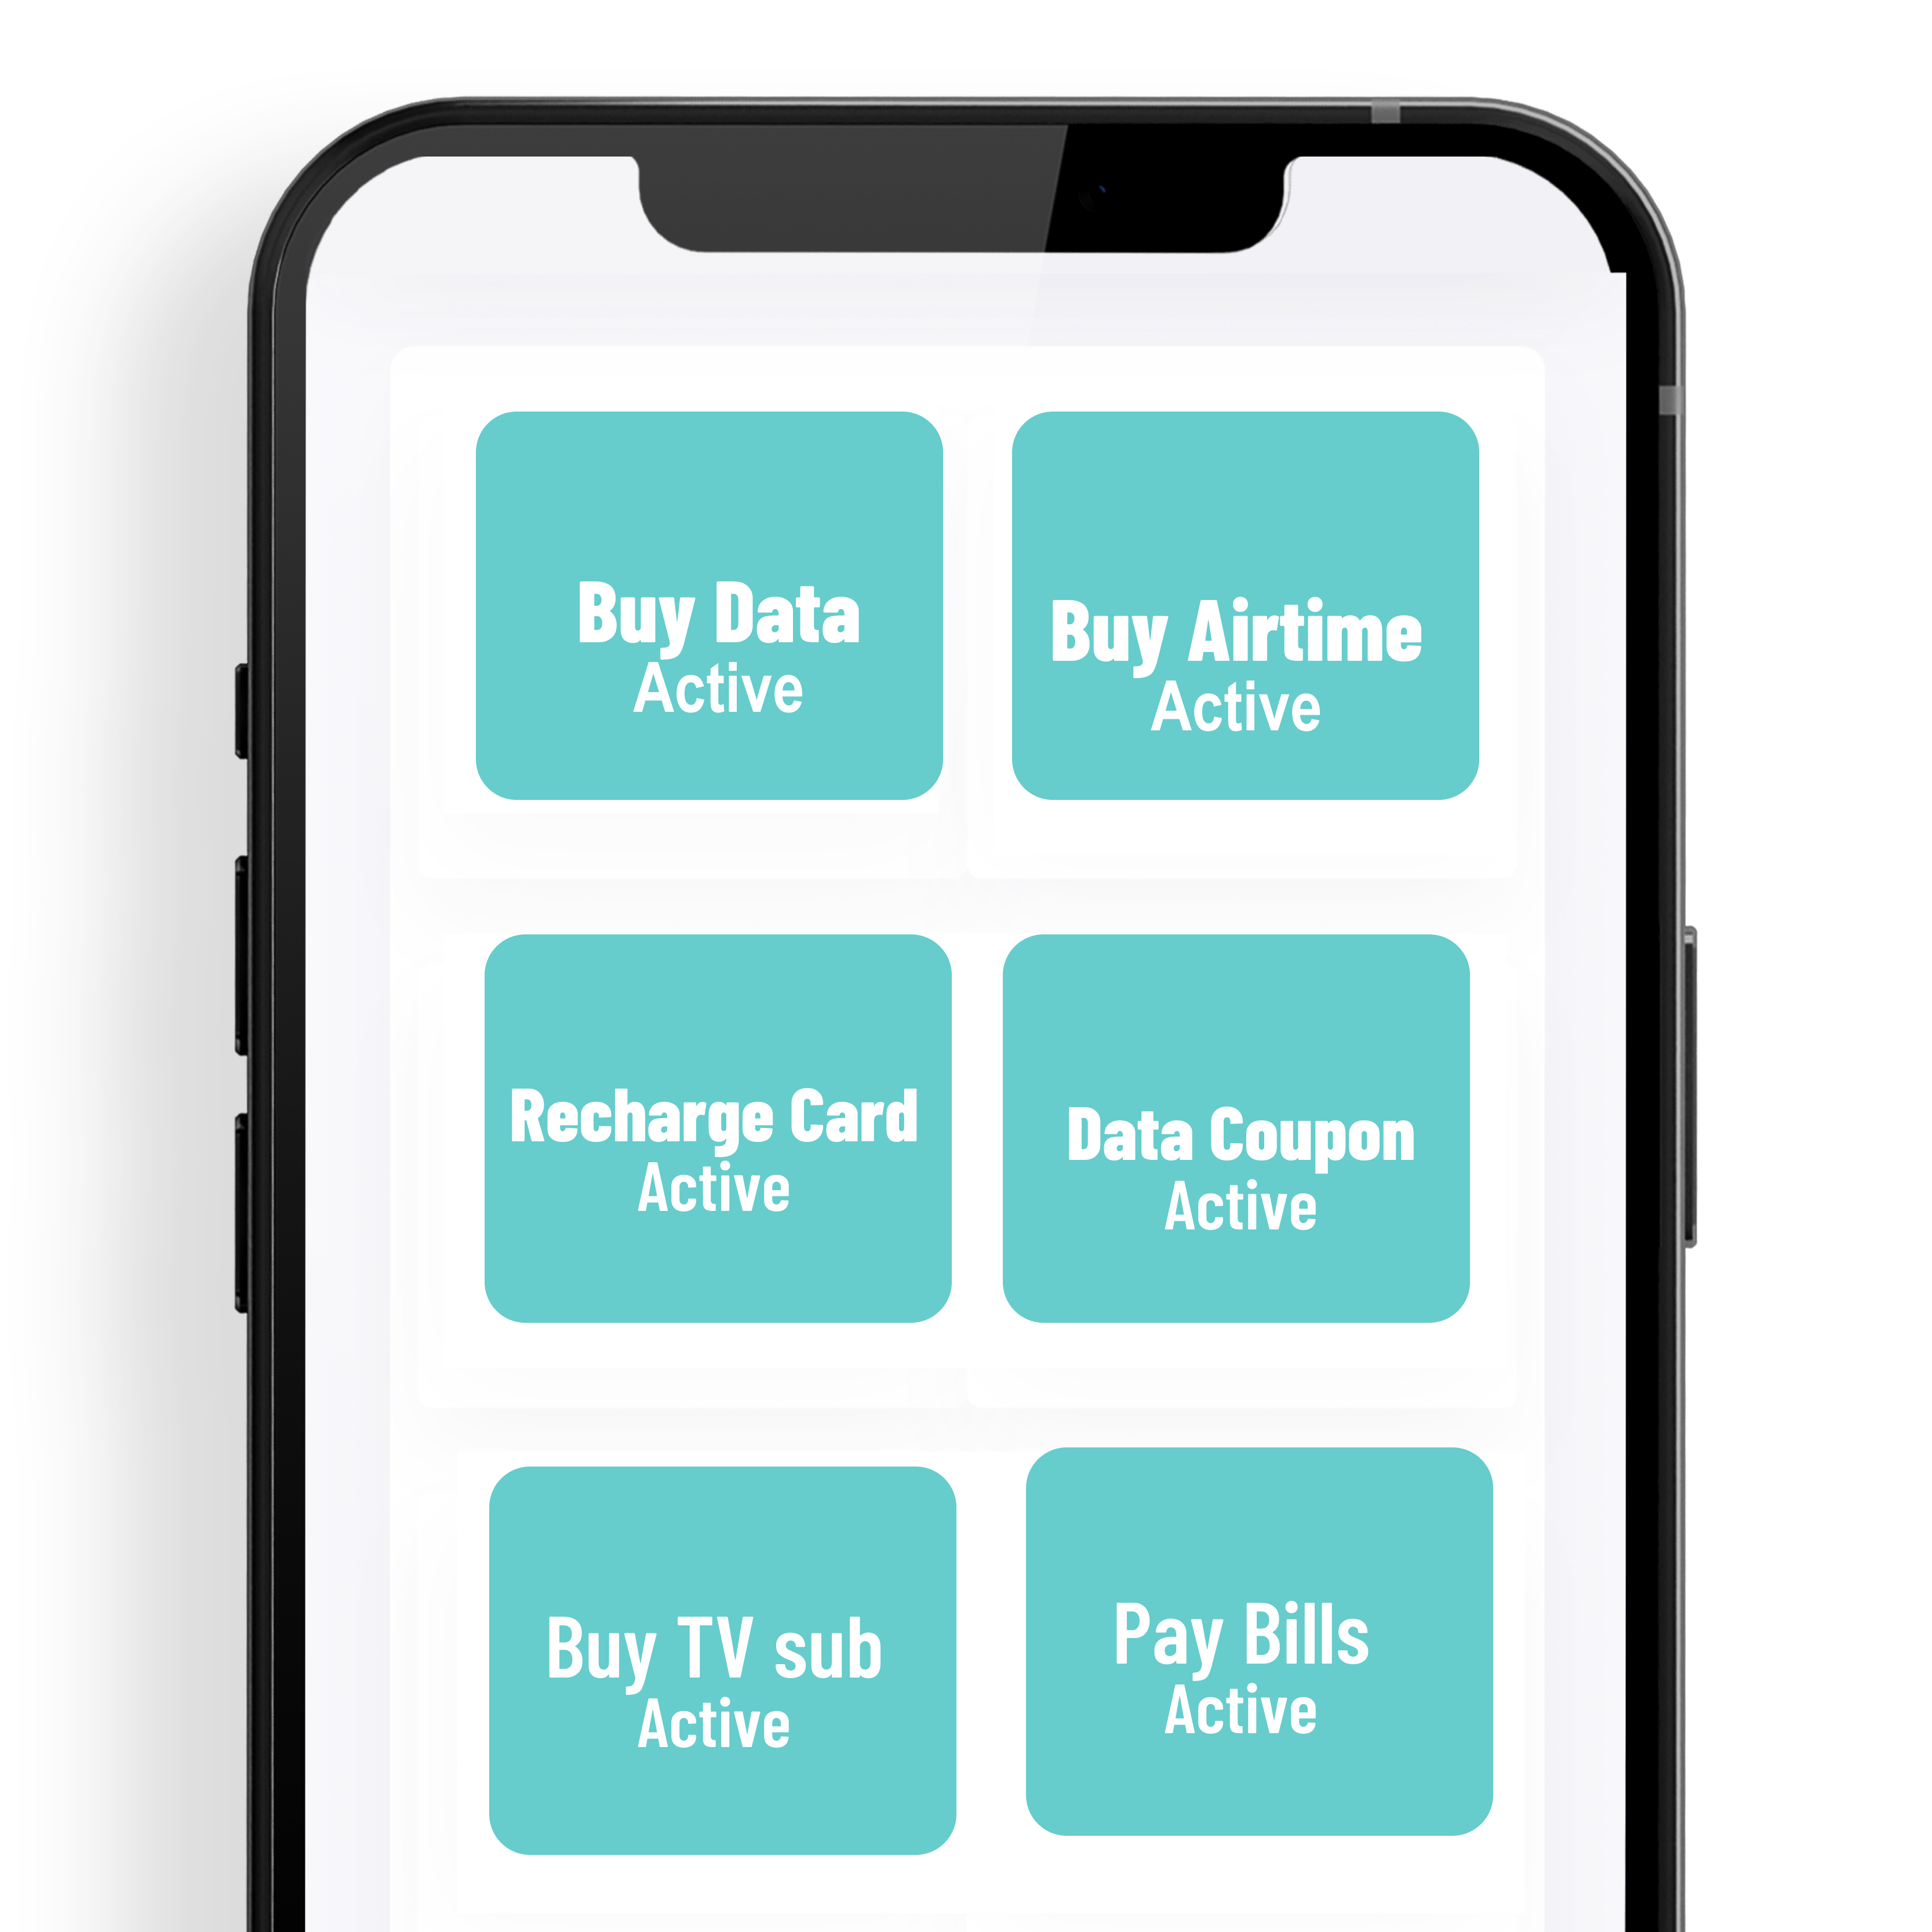 Buy Data
Active
Buy Airtime
Active
Recharge Card
Active
Data Coupon
Active
Buy TV sub
Active
Pay Bills
Active